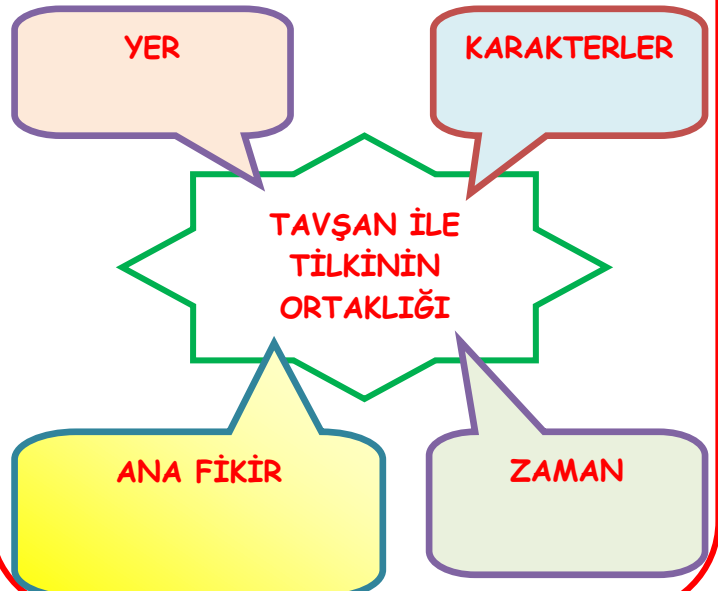 YER
KARAKTERLER
TAVŞAN İLE
TİLKİNİN
ORTAKLIĞI
ANA FİKİR
ZAMAN